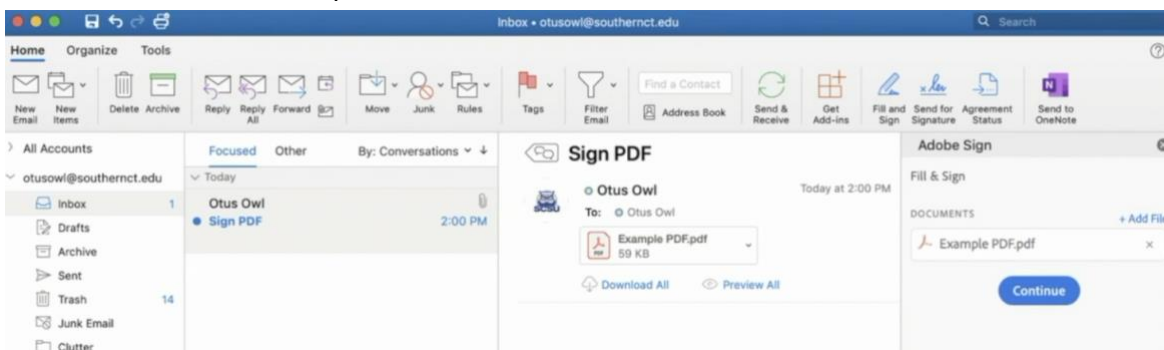 Inbox • otusowl@southernct.edu
Search
Home Organize Tools
New Email
New Items
Delete
Archive
Reply
Reply All
Forward
Move
Junk
Rules
Tags
Filter Email
Find a Contact
Address Book
Send & Receive
Get Add-ins
Fill and Sign
Send for Signature
Agreement Status
Send to OneNote
All Accounts
otusowl@southernct.edu
Inbox 1
Drafts
Archive
Sent
Trash 14
Junk Email
Clutter
Focused Other By: Conversations
Today
Otus Owl
Sign PDF 2:00 PM
Sign PDF
SCSU
Otus Owl Today at 2:00 PM
To: Otus Owl
PDF
Example PDF.pdf
59 KB
Download All Preview All
Adobe Sign
Fill & Sign
DOCUMENTS + Add File
Example PDF.pdf
Continue